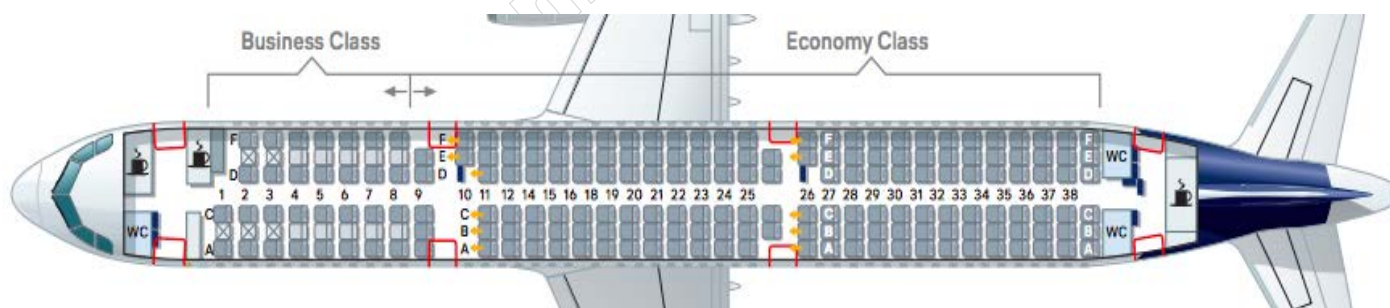 Business Class Economy Class
F F F F
E E E E
D D D D
1 2 3 4 5 6 7 8 9 10 11 12 14 15 16 18 19 20 21 22 23 24 25 26 27 28 29 30 31 32 33 34 35 36 37 38
C C C C
B B B
A A A A
WC WC
WC WC